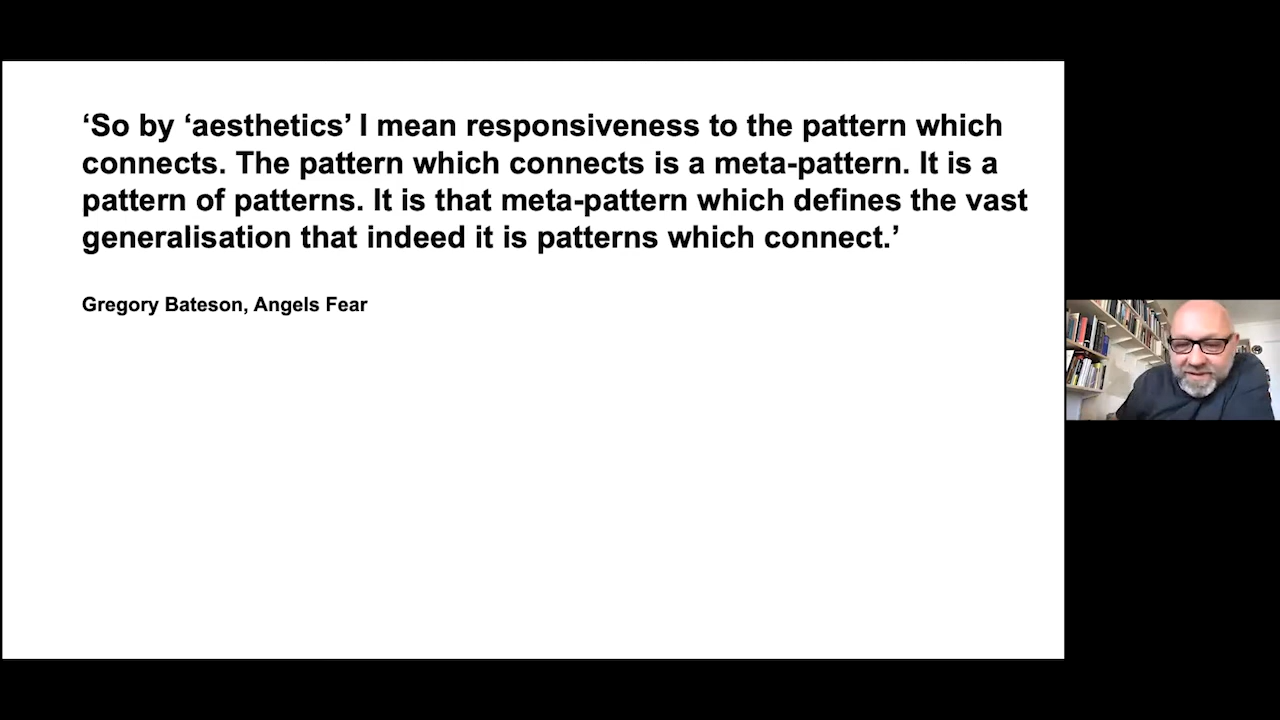 ‘So by ‘aesthetics’ I mean responsiveness to the pattern which
connects. The pattern which connects is a meta-pattern. It is a
pattern of patterns. It is that meta-pattern which defines the vast
generalisation that indeed it is patterns which connect.’
Gregory Bateson, Angels Fear